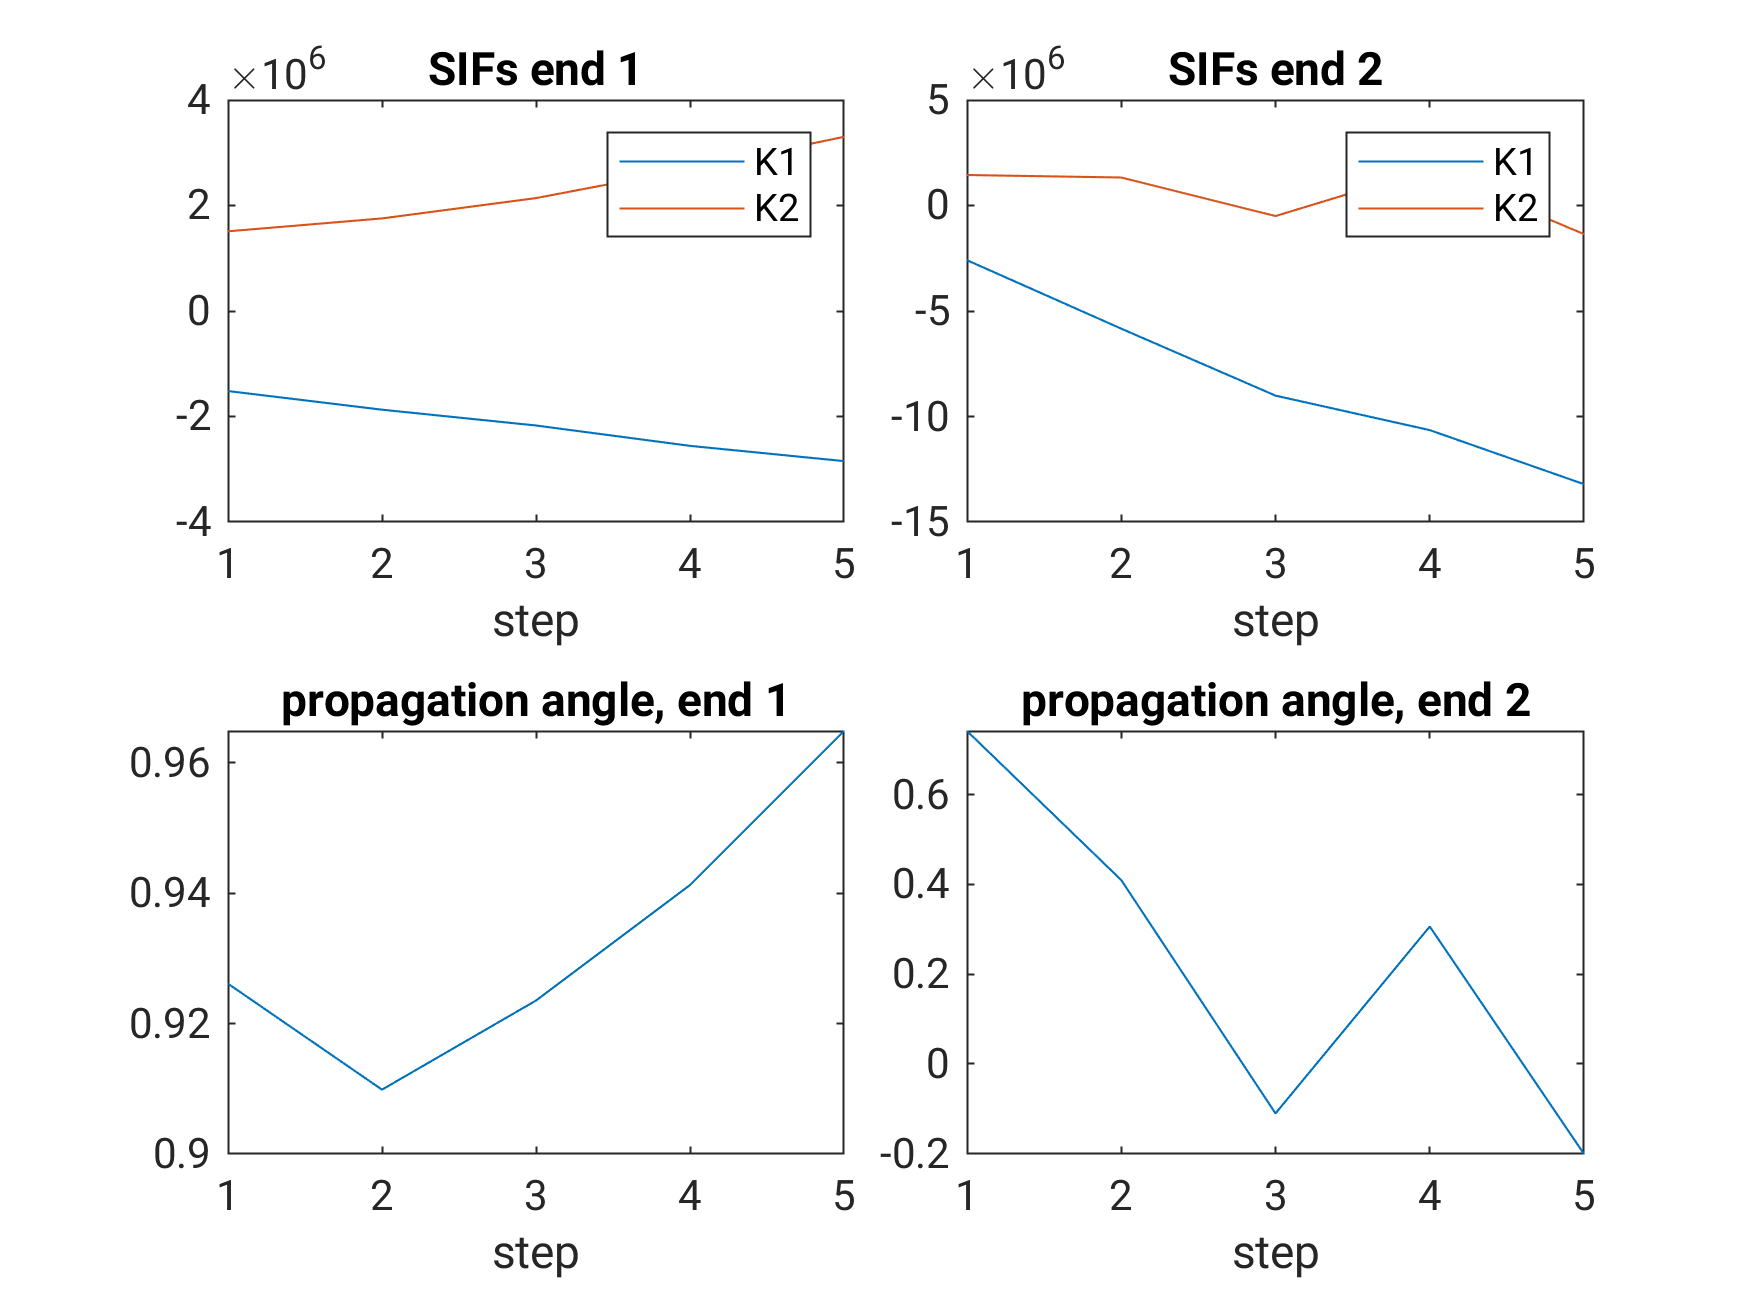 ×10^6 SIFs end 1
4
2
0
-2
-4
1 2 3 4 5
step
K1
K2
×10^6 SIFs end 2
5
0
-5
-10
-15
1 2 3 4 5
step
K1
K2
propagation angle, end 1
0.96
0.94
0.92
0.9
1 2 3 4 5
step
propagation angle, end 2
0.6
0.4
0.2
0
-0.2
1 2 3 4 5
step